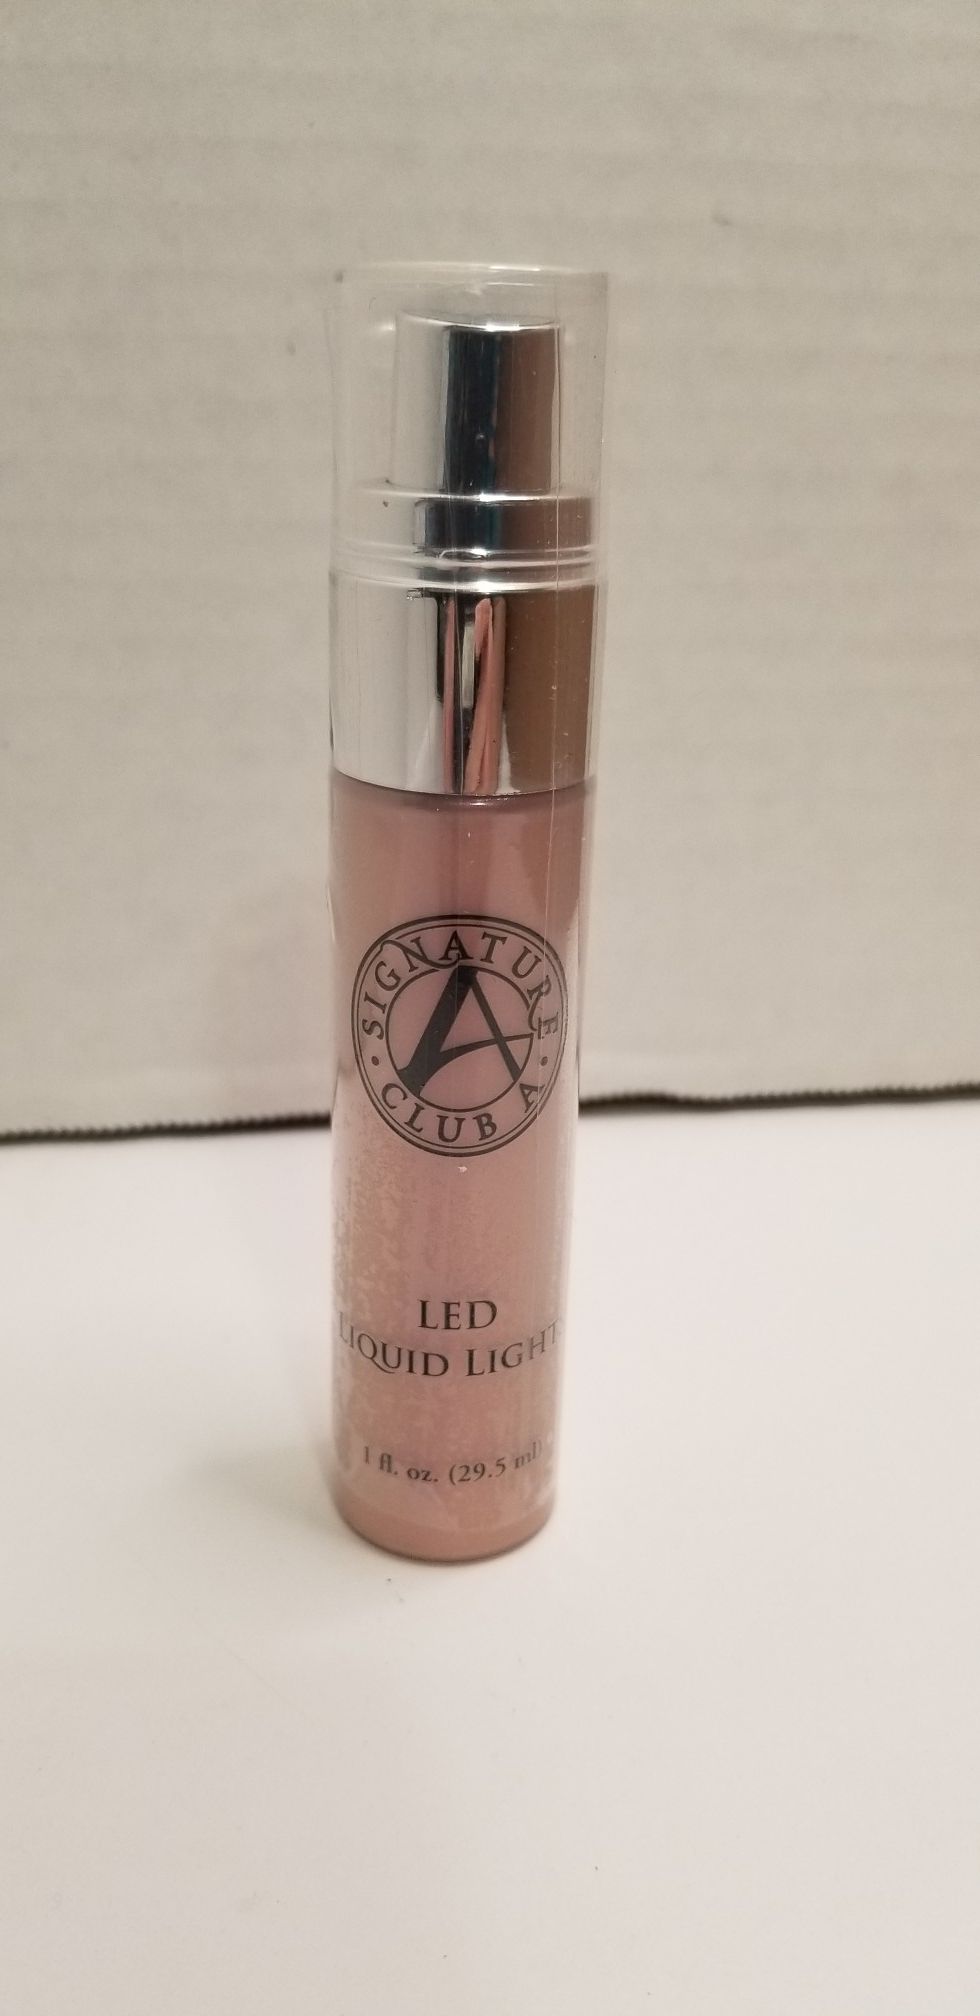 SIGNATURE
A
CLUB A
LED
LIQUID LIGHT
1 fl. oz. (29.5 ml)